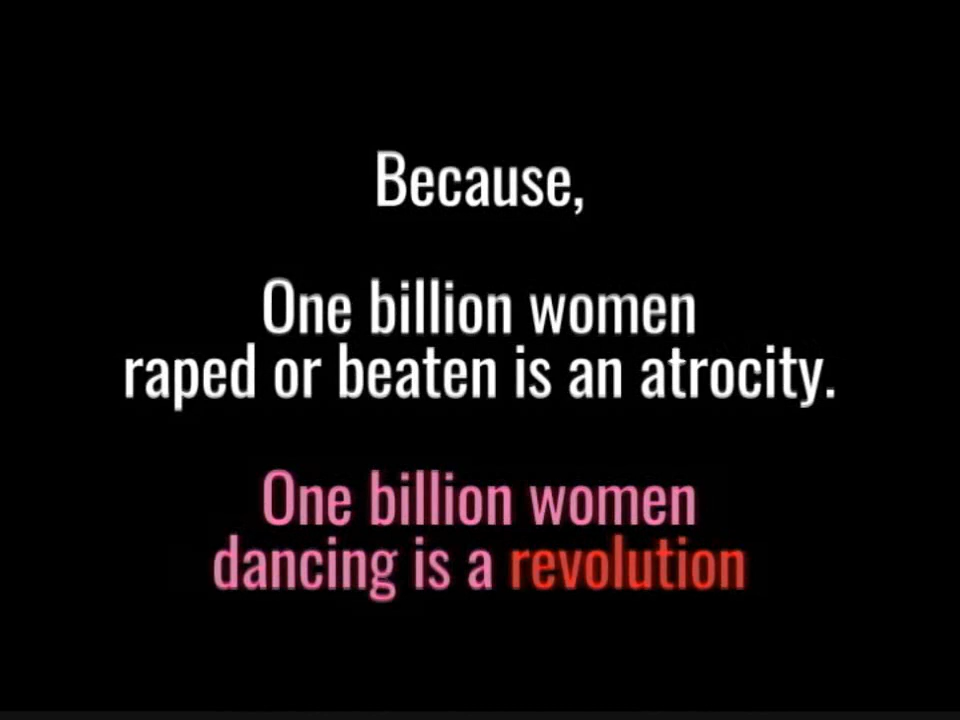 Because,
One billion women
raped or beaten is an atrocity.
One billion women
dancing is a revolution